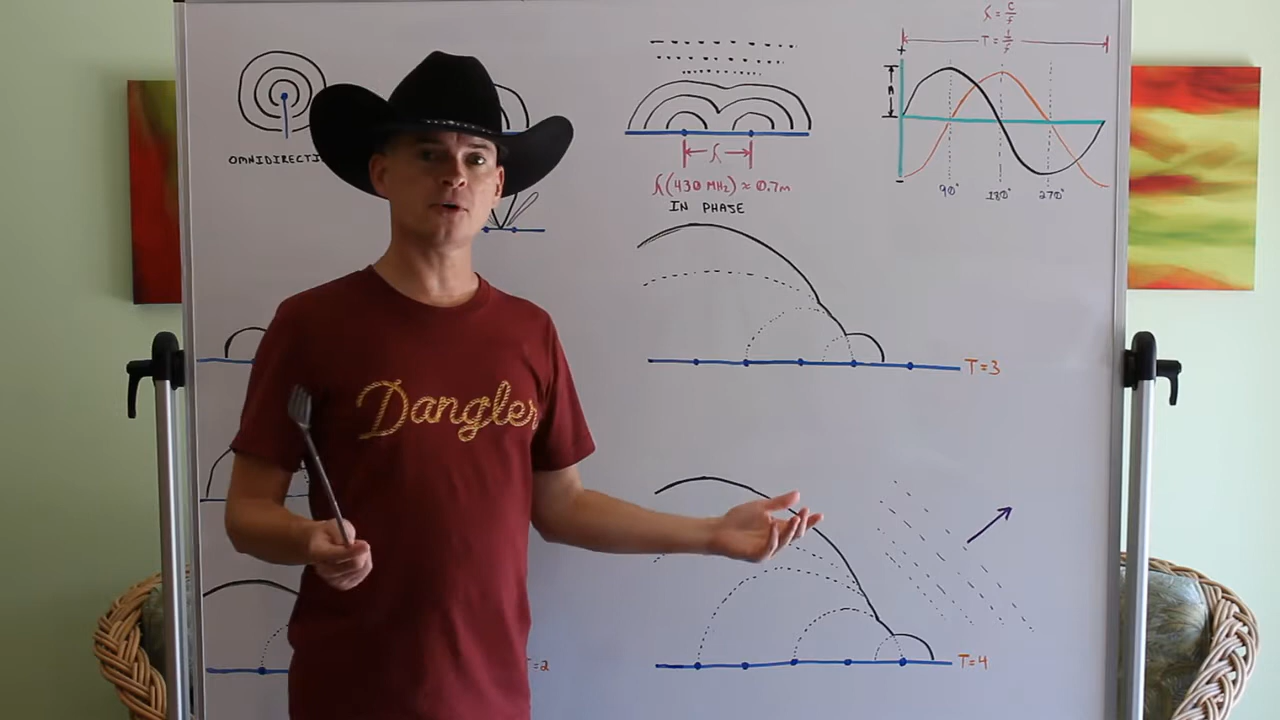 OMNIDIRECTI
λ
λ(430 MHz) ≈ 0.7m
IN PHASE
λ = c/f
T = 1/f
+
A
-
90°
180°
270°
T=3
Dangler
T=2
T=4